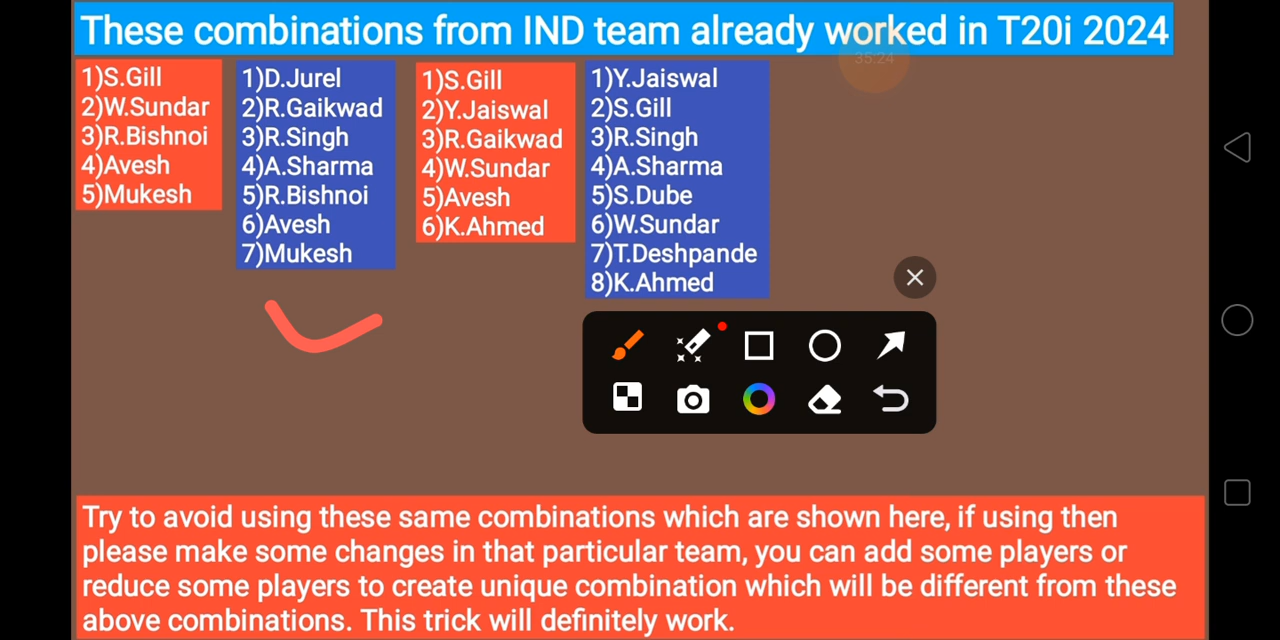 These combinations from IND team already worked in T20i 2024
35:24
1)S.Gill
2)W.Sundar
3)R.Bishnoi
4)Avesh
5)Mukesh
1)D.Jurel
2)R.Gaikwad
3)R.Singh
4)A.Sharma
5)R.Bishnoi
6)Avesh
7)Mukesh
1)S.Gill
2)Y.Jaiswal
3)R.Gaikwad
4)W.Sundar
5)Avesh
6)K.Ahmed
1)Y.Jaiswal
2)S.Gill
3)R.Singh
4)A.Sharma
5)S.Dube
6)W.Sundar
7)T.Deshpande
8)K.Ahmed
Try to avoid using these same combinations which are shown here, if using then
please make some changes in that particular team, you can add some players or
reduce some players to create unique combination which will be different from these
above combinations. This trick will definitely work.